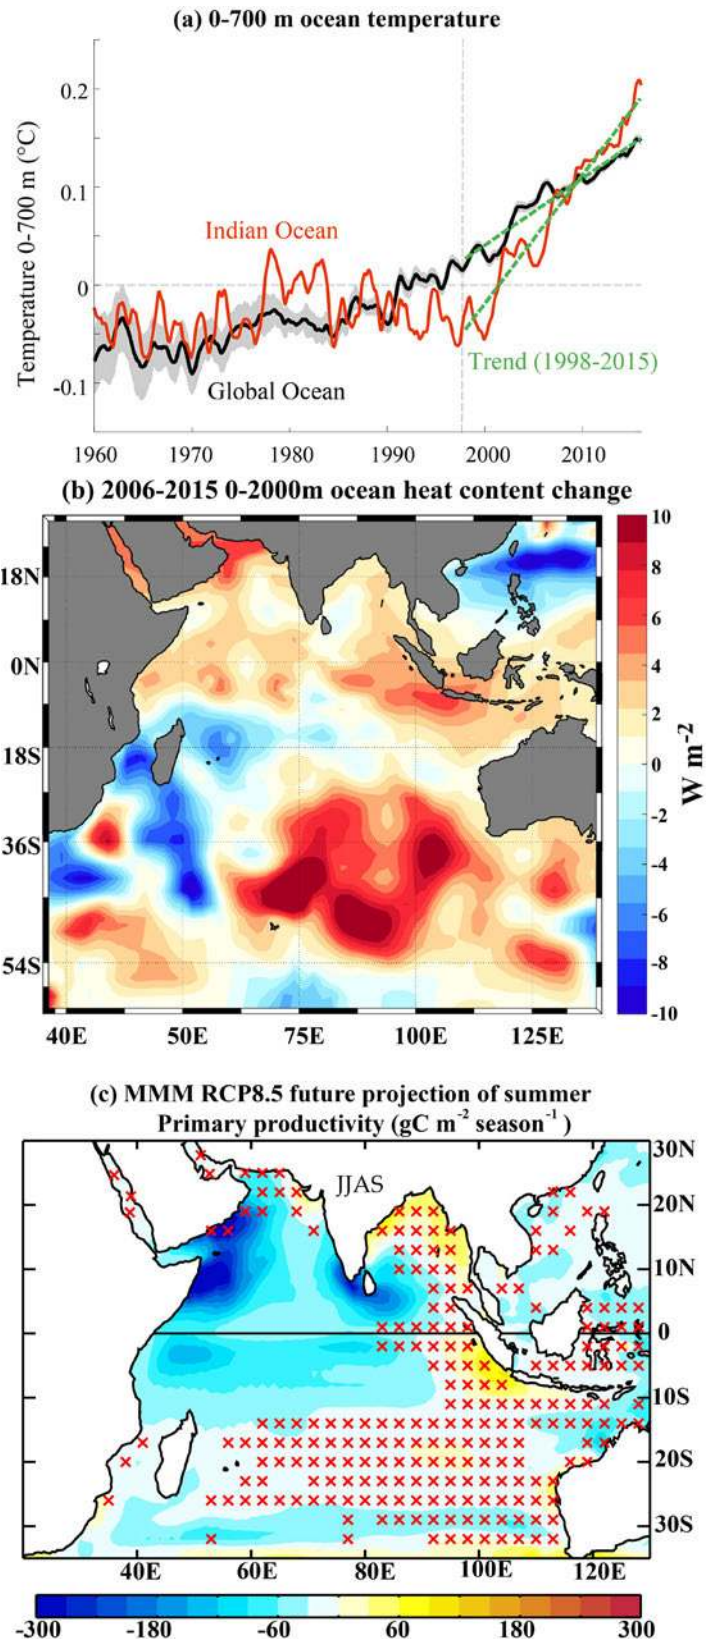 (a) 0-700 m ocean temperature
Temperature 0-700 m (°C)
0.2
0.1
0
-0.1
Indian Ocean
Global Ocean
Trend (1998-2015)
1960 1970 1980 1990 2000 2010
(b) 2006-2015 0-2000m ocean heat content change
18N
0N
18S
36S
54S
40E 50E 75E 100E 125E
10
8
6
4
2
0
-2
-4
-6
-8
-10
W m-2
(c) MMM RCP8.5 future projection of summer
Primary productivity (gC m-2 season-1 )
JJAS
30N
20N
10N
0
10S
20S
30S
40E 60E 80E 100E 120E
-300 -180 -60 60 180 300